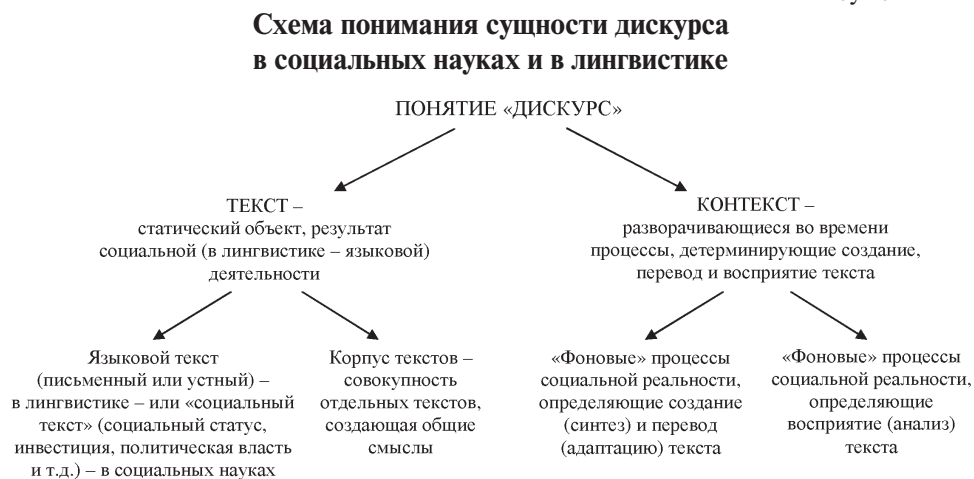 Схема понимания сущности дискурса
в социальных науках и в лингвистике
ПОНЯТИЕ «ДИСКУРС»
ТЕКСТ –
статический объект, результат
социальной (в лингвистике – языковой)
деятельности
КОНТЕКСТ –
разворачивающиеся во времени
процессы, детерминирующие создание,
перевод и восприятие текста
Языковой текст
(письменный или устный) –
в лингвистике – или «социальный
текст» (социальный статус,
инвестиция, политическая власть
и т.д.) – в социальных науках
Корпус текстов –
совокупность
отдельных текстов,
создающая общие
смыслы
«Фоновые» процессы
социальной реальности,
определяющие создание
(синтез) и перевод
(адаптацию) текста
«Фоновые» процессы
социальной реальности,
определяющие
восприятие (анализ)
текста